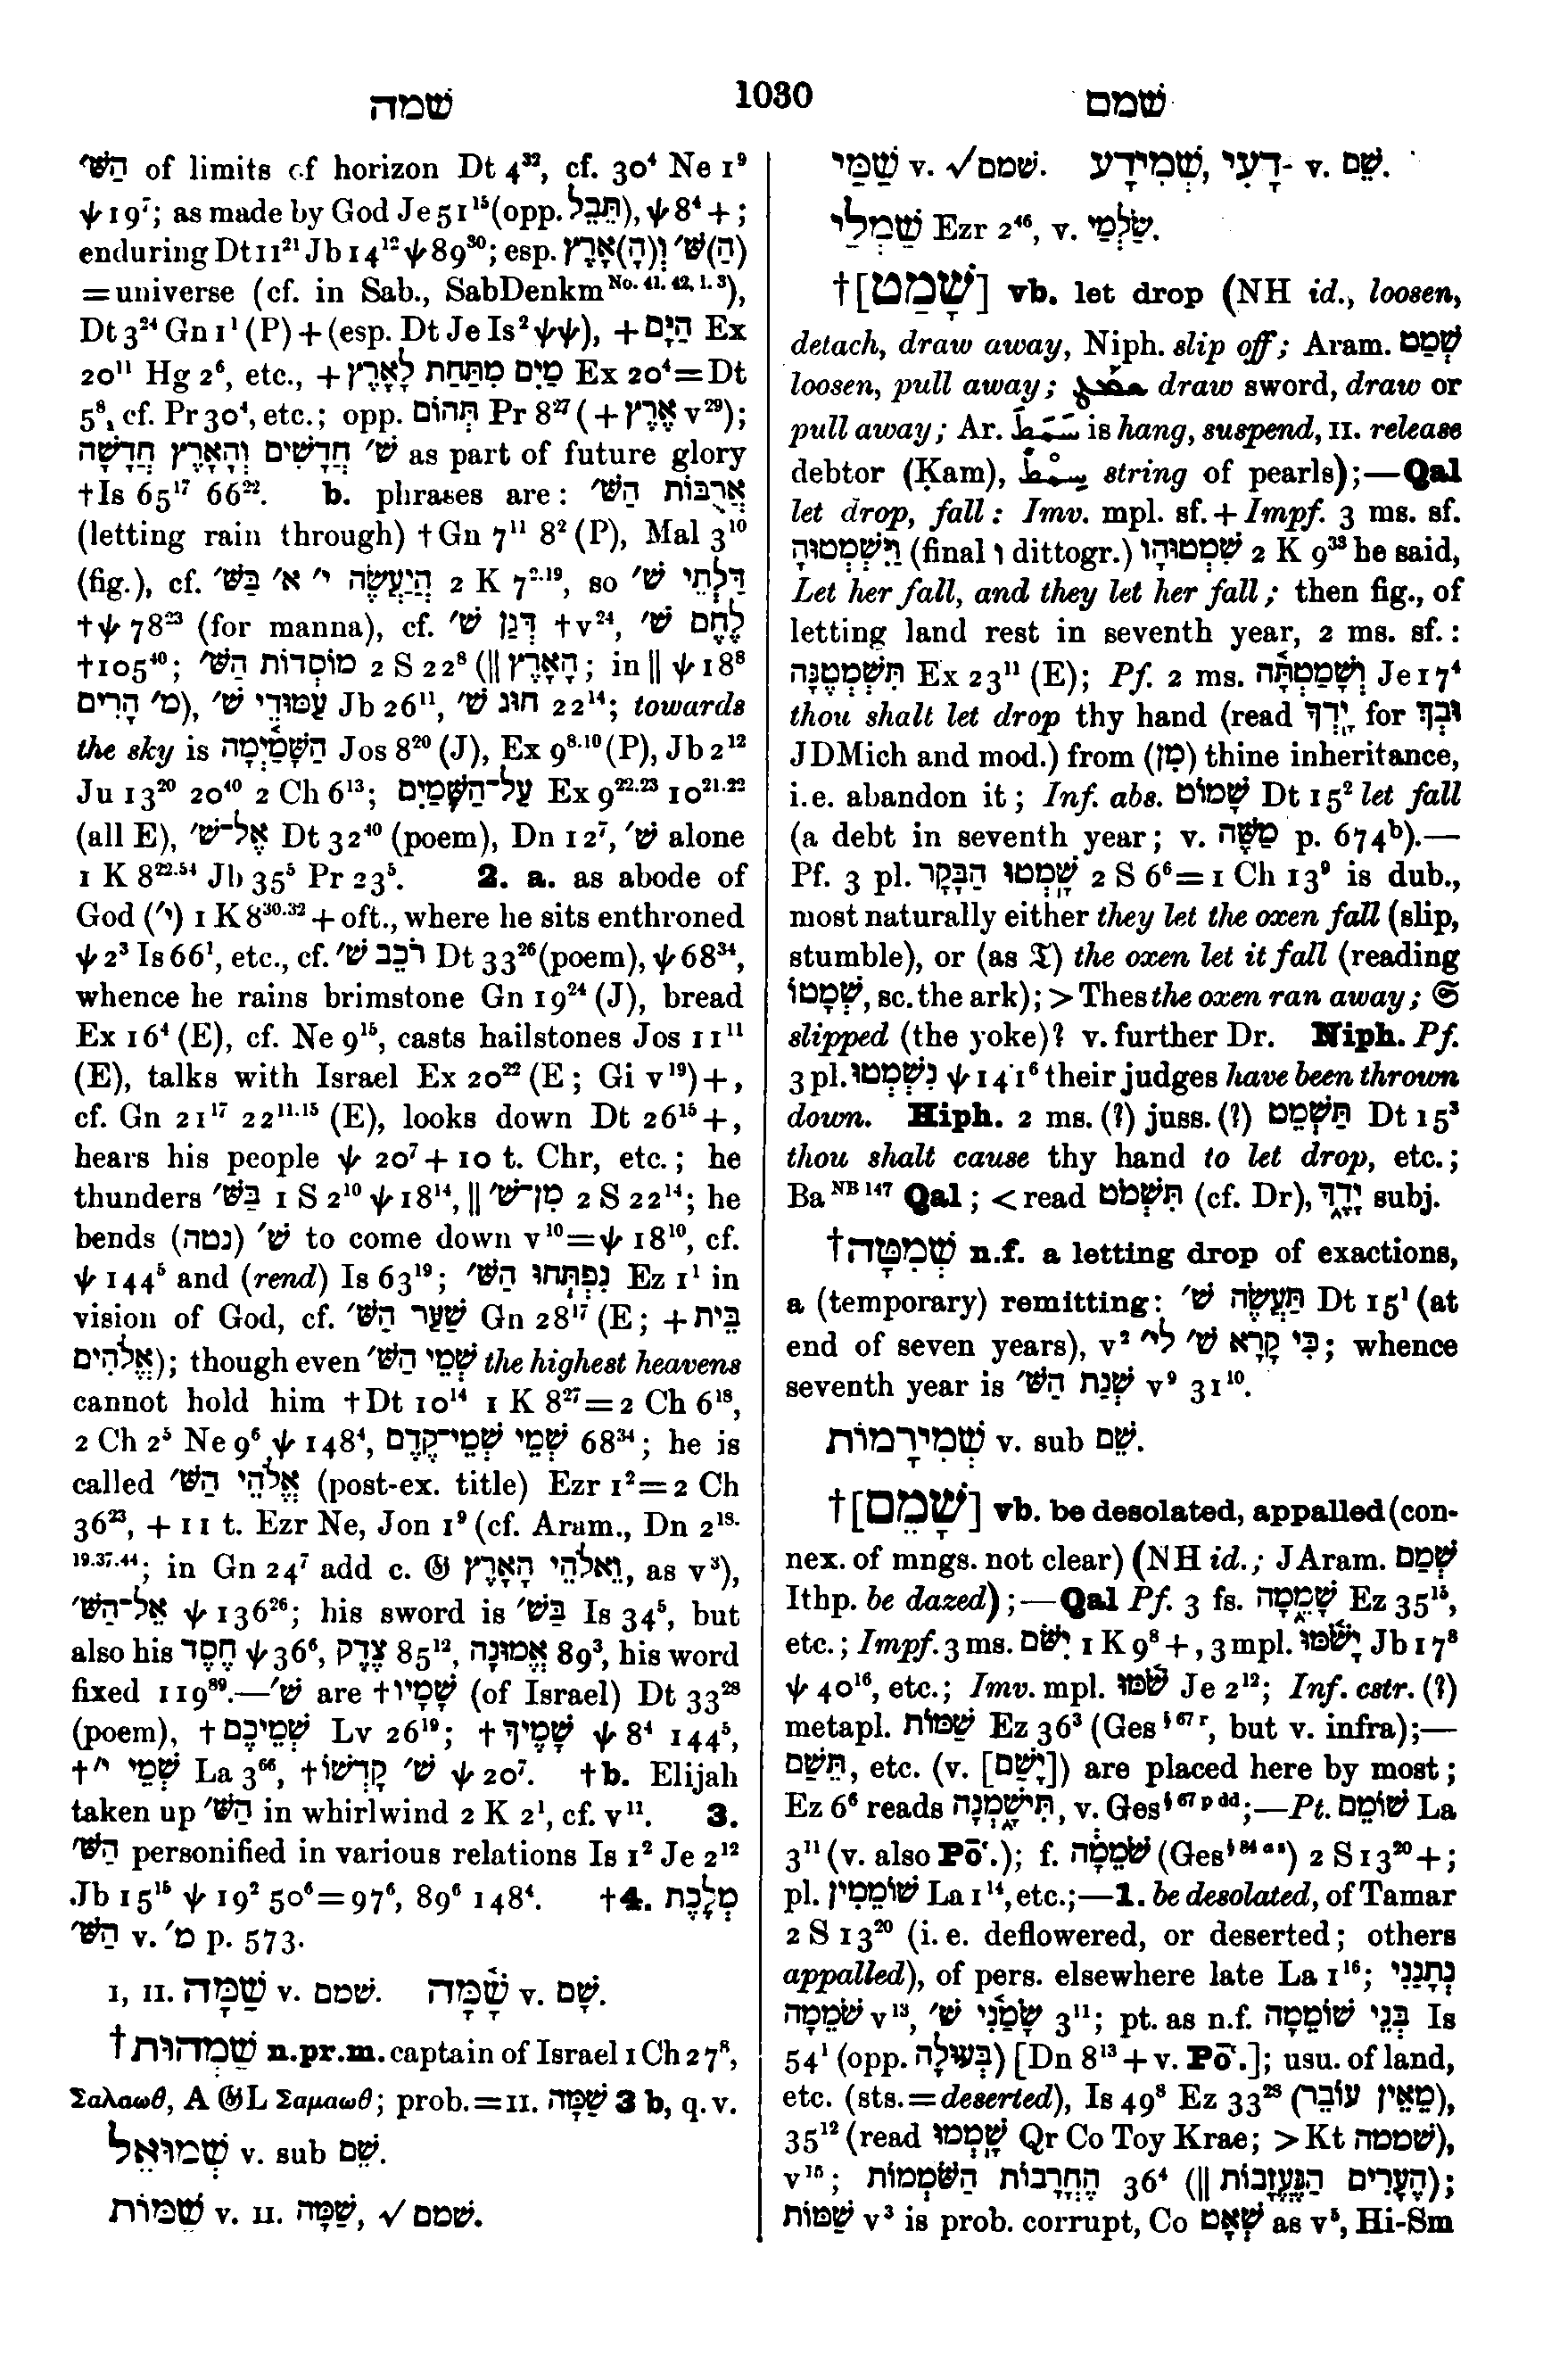 שׁמה
1030
שׁמם
הַשּׁ׳ of limits of horizon Dt 4³², cf. 30⁴ Ne 1⁹
ψ 19⁷; as made by God Je 51¹⁵ (opp. תֵּבֵל), ψ 8⁴ +;
enduring Dt 11²¹ Jb 14¹² ψ 89³⁰; esp. (הַ)שּׁ׳ וְ(הָ)אָרֶץ
= universe (cf. in Sab., SabDenkm No. 41. 42, 1. 3),
Dt 3²⁴ Gn 1¹ (P) + (esp. Dt Je Is² ψψ), + הַיָּם Ex
20¹¹ Hg 2⁶, etc., + מַיִם מִתַּחַת לָאָרֶץ Ex 20⁴ = Dt
5⁸, cf. Pr 30⁴, etc.; opp. תְּהוֹם Pr 8²⁷ (+ אֶרֶץ v²⁹);
שׁ׳ חֲדָשִׁים וְהָאָרֶץ חֲדָשָׁה as part of future glory
†Is 65¹⁷ 66²². b. phrases are: אֲרֻבּוֹת הַשּׁ׳
(letting rain through) †Gn 7¹¹ 8² (P), Mal 3¹⁰
(fig.), cf. הֲיַעֲשֶׂה י׳ א׳ בַּשּׁ׳ 2 K 7²·¹⁹, so דַּלְתֵי שׁ׳
†ψ 78²³ (for manna), cf. דְּגַן שׁ׳ †v²⁴, לֶחֶם שׁ׳
†105⁴⁰; מוֹסְדוֹת הַשּׁ׳ 2 S 22⁸ (|| הָאָרֶץ; in || ψ 18⁸
מ׳ הָרִים), עַמּוּדֵי שׁ׳ Jb 26¹¹, חוּג שׁ׳ 22¹⁴; towards
the sky is הַשָּׁמַיְמָה Jos 8²⁰ (J), Ex 9⁸·¹⁰ (P), Jb 2¹²
Ju 13²⁰ 20⁴⁰ 2 Ch 6¹³; עַל־הַשָּׁמַיִם Ex 9²²·²³ 10²¹·²²
(all E), אֶל־שׁ׳ Dt 32⁴⁰ (poem), Dn 12⁷, שׁ׳ alone
1 K 8²²·⁵⁴ Jb 35⁵ Pr 23⁵. 2. a. as abode of
God (י׳) 1 K 8³⁰·³² + oft., where he sits enthroned
ψ 2³ Is 66¹, etc., cf. רֹכֵב שׁ׳ Dt 33²⁶ (poem), ψ 68³⁴,
whence he rains brimstone Gn 19²⁴ (J), bread
Ex 16⁴ (E), cf. Ne 9¹⁵, casts hailstones Jos 11¹¹
(E), talks with Israel Ex 20²² (E; Gi v¹⁹) +,
cf. Gn 21¹⁷ 22¹¹·¹⁵ (E), looks down Dt 26¹⁵ +,
hears his people ψ 20⁷ + 10 t. Chr, etc.; he
thunders בַּשּׁ׳ 1 S 2¹⁰ ψ 18¹⁴, || מִן־שׁ׳ 2 S 22¹⁴; he
bends (נטה) שׁ׳ to come down v¹⁰ = ψ 18¹⁰, cf.
ψ 144⁵ and (rend) Is 63¹⁹; נִפְתְּחוּ הַשּׁ׳ Ez 1¹ in
vision of God, cf. שַׁעַר הַשּׁ׳ Gn 28¹⁷ (E; + בֵּית
אֱלֹהִים); though even שְׁמֵי הַשּׁ׳ the highest heavens
cannot hold him †Dt 10¹⁴ 1 K 8²⁷ = 2 Ch 6¹⁸,
2 Ch 2⁵ Ne 9⁶ ψ 148⁴, שְׁמֵי שְׁמֵי־קֶדֶם 68³⁴; he is
called אֱלֹהֵי הַשּׁ׳ (post-ex. title) Ezr 1² = 2 Ch
36²³, + 11 t. Ezr Ne, Jon 1⁹ (cf. Aram., Dn 2¹⁸·
¹⁹·³⁷·⁴⁴; in Gn 24⁷ add c. 𝔊 וֵאלֹהֵי הָאָרֶץ, as v³),
אֵל־הַשּׁ׳ ψ 136²⁶; his sword is בַּשּׁ׳ Is 34⁵, but
also his חֶסֶד ψ 36⁶, צֶדֶק 85¹², אֱמוּנָה 89³, his word
fixed 119⁸⁹.—שׁ׳ are †שָׁמָיו (of Israel) Dt 33²⁸
(poem), †שְׁמֵיכֶם Lv 26¹⁹; †שָׁמֶיךָ ψ 8⁴ 144⁵,
†שְׁמֵי י׳ La 3⁶⁶, †שׁ׳ קָדְשׁוֹ ψ 20⁷. †b. Elijah
taken up הַשּׁ׳ in whirlwind 2 K 2¹, cf. v¹¹. 3.
הַשּׁ׳ personified in various relations Is 1² Je 2¹²
Jb 15¹⁵ ψ 19² 50⁶ = 97⁶, 89⁶ 148⁴. †4. מְלֶכֶת
הַשּׁ׳ v. מ׳ p. 573.
I, II. שַׁמָּה v. שׁמם. שָׁמָּה v. שָׁם.
†שַׁמְהוּת n.pr.m. captain of Israel 1 Ch 27⁸,
Σαλαωθ, A 𝔊L Σαμαωθ; prob. = II. שַׁמָּה 3 b, q.v.
שְׁמוּאֵל v. sub שֵׁם.
שַׁמּוֹת v. II. שַׁמָּה, √ שׁמם.
שַׁמַּי v. √שׁמם. שְׁמִידָע, ־דָעִי v. שֵׁם.
שַׁמְלַי Ezr 2⁴⁶, v. שַׂלְמַי.
†[שָׁמַט] vb. let drop (NH id., loosen,
detach, draw away, Niph. slip off; Aram. שְׁמַט
loosen, pull away; ܫܡܛ draw sword, draw or
pull away; Ar. سَمَطَ is hang, suspend, II. release
debtor (Ḳam), سِمْطٌ string of pearls);—Qal
let drop, fall: Imv. mpl. sf. + Impf. 3 ms. sf.
שִׁמְטוּהָו (final ו dittogr.) וַיִּשְׁמְטוּהָ 2 K 9³³ he said,
Let her fall, and they let her fall; then fig., of
letting land rest in seventh year, 2 ms. sf.:
תִּשְׁמְטֶנָּה Ex 23¹¹ (E); Pf. 2 ms. וְשָׁמַטְתָּה Je 17⁴
thou shalt let drop thy hand (read יָדְךָ for וּבְךָ
JDMich and mod.) from (מִן) thine inheritance,
i.e. abandon it; Inf. abs. שָׁמוֹט Dt 15² let fall
(a debt in seventh year; v. מַשֶּׁה p. 674ᵇ).—
Pf. 3 pl. שָֽׁמְטוּ הַבָּקָר 2 S 6⁶ = 1 Ch 13⁹ is dub.,
most naturally either they let the oxen fall (slip,
stumble), or (as 𝔗) the oxen let it fall (reading
שְׁמָטוֹ, sc. the ark); > Thes the oxen ran away; 𝔖
slipped (the yoke)? v. further Dr. Niph. Pf.
3 pl. נִשְׁמְטוּ ψ 141⁶ their judges have been thrown
down. Hiph. 2 ms. (?) juss. (?) תַּשְׁמֵט Dt 15³
thou shalt cause thy hand to let drop, etc.;
Ba NB 147 Qal; < read תִּשְׁמֹט (cf. Dr), יָדֶךָ subj.
†שְׁמִטָּה n.f. a letting drop of exactions,
a (temporary) remitting: תַּעֲשֶׂה שׁ׳ Dt 15¹ (at
end of seven years), v² כִּי קָרָא שׁ׳ לי׳; whence
seventh year is שְׁנַת הַשּׁ׳ v⁹ 31¹⁰.
שְׁמִירָמוֹת v. sub שֵׁם.
†[שָׁמֵם] vb. be desolated, appalled (con-
nex. of mngs. not clear) (NH id.; JAram. שְׁמַם
Ithp. be dazed);—Qal Pf. 3 fs. שָׁמֵמָה Ez 35¹⁵,
etc.; Impf. 3 ms. יִשֹּׁם 1 K 9⁸ +, 3 mpl. יָשֹׁמּוּ Jb 17⁸
ψ 40¹⁶, etc.; Imv. mpl. שֹׁמּוּ Je 2¹²; Inf. cstr. (?)
metapl. שַׁמּוֹת Ez 36³ (Ges § 67 r, but v. infra);—
תֵּשַׁם, etc. (v. [יָשַׁם]) are placed here by most;
Ez 6⁶ reads תִּישָׁמְנָה, v. Ges § 67 p dd;—Pt. שׁוֹמֵם La
3¹¹ (v. also Pō‛.); f. שֹׁמֵמָה (Ges § 84 a s) 2 S 13²⁰ +;
pl. שׁוֹמֵמִין La 1¹⁴, etc.;—1. be desolated, of Tamar
2 S 13²⁰ (i.e. deflowered, or deserted; others
appalled), of pers. elsewhere late La 1¹⁶; נְתָנַנִי
שֹׁמֵמָה v¹³, שָׂמַנִי שׁ׳ 3¹¹; pt. as n.f. בְּנֵי שׁוֹמֵמָה Is
54¹ (opp. בְּעוּלָה) [Dn 8¹³ + v. Pō‛.]; usu. of land,
etc. (sts. = deserted), Is 49⁸ Ez 33²⁸ (מֵאֵין עוֹבֵר),
35¹² (read שָׁמֵמוּ Qr Co Toy Krae; > Kt שׁממה),
v¹⁵; הֶחֳרָבוֹת הַשֹּׁמְמוֹת 36⁴ (|| הֶעָרִים הַנֶּעֱזָבוֹת);
שַׁמּוֹת v³ is prob. corrupt, Co שְׁאָט as v⁵, Hi-Sm